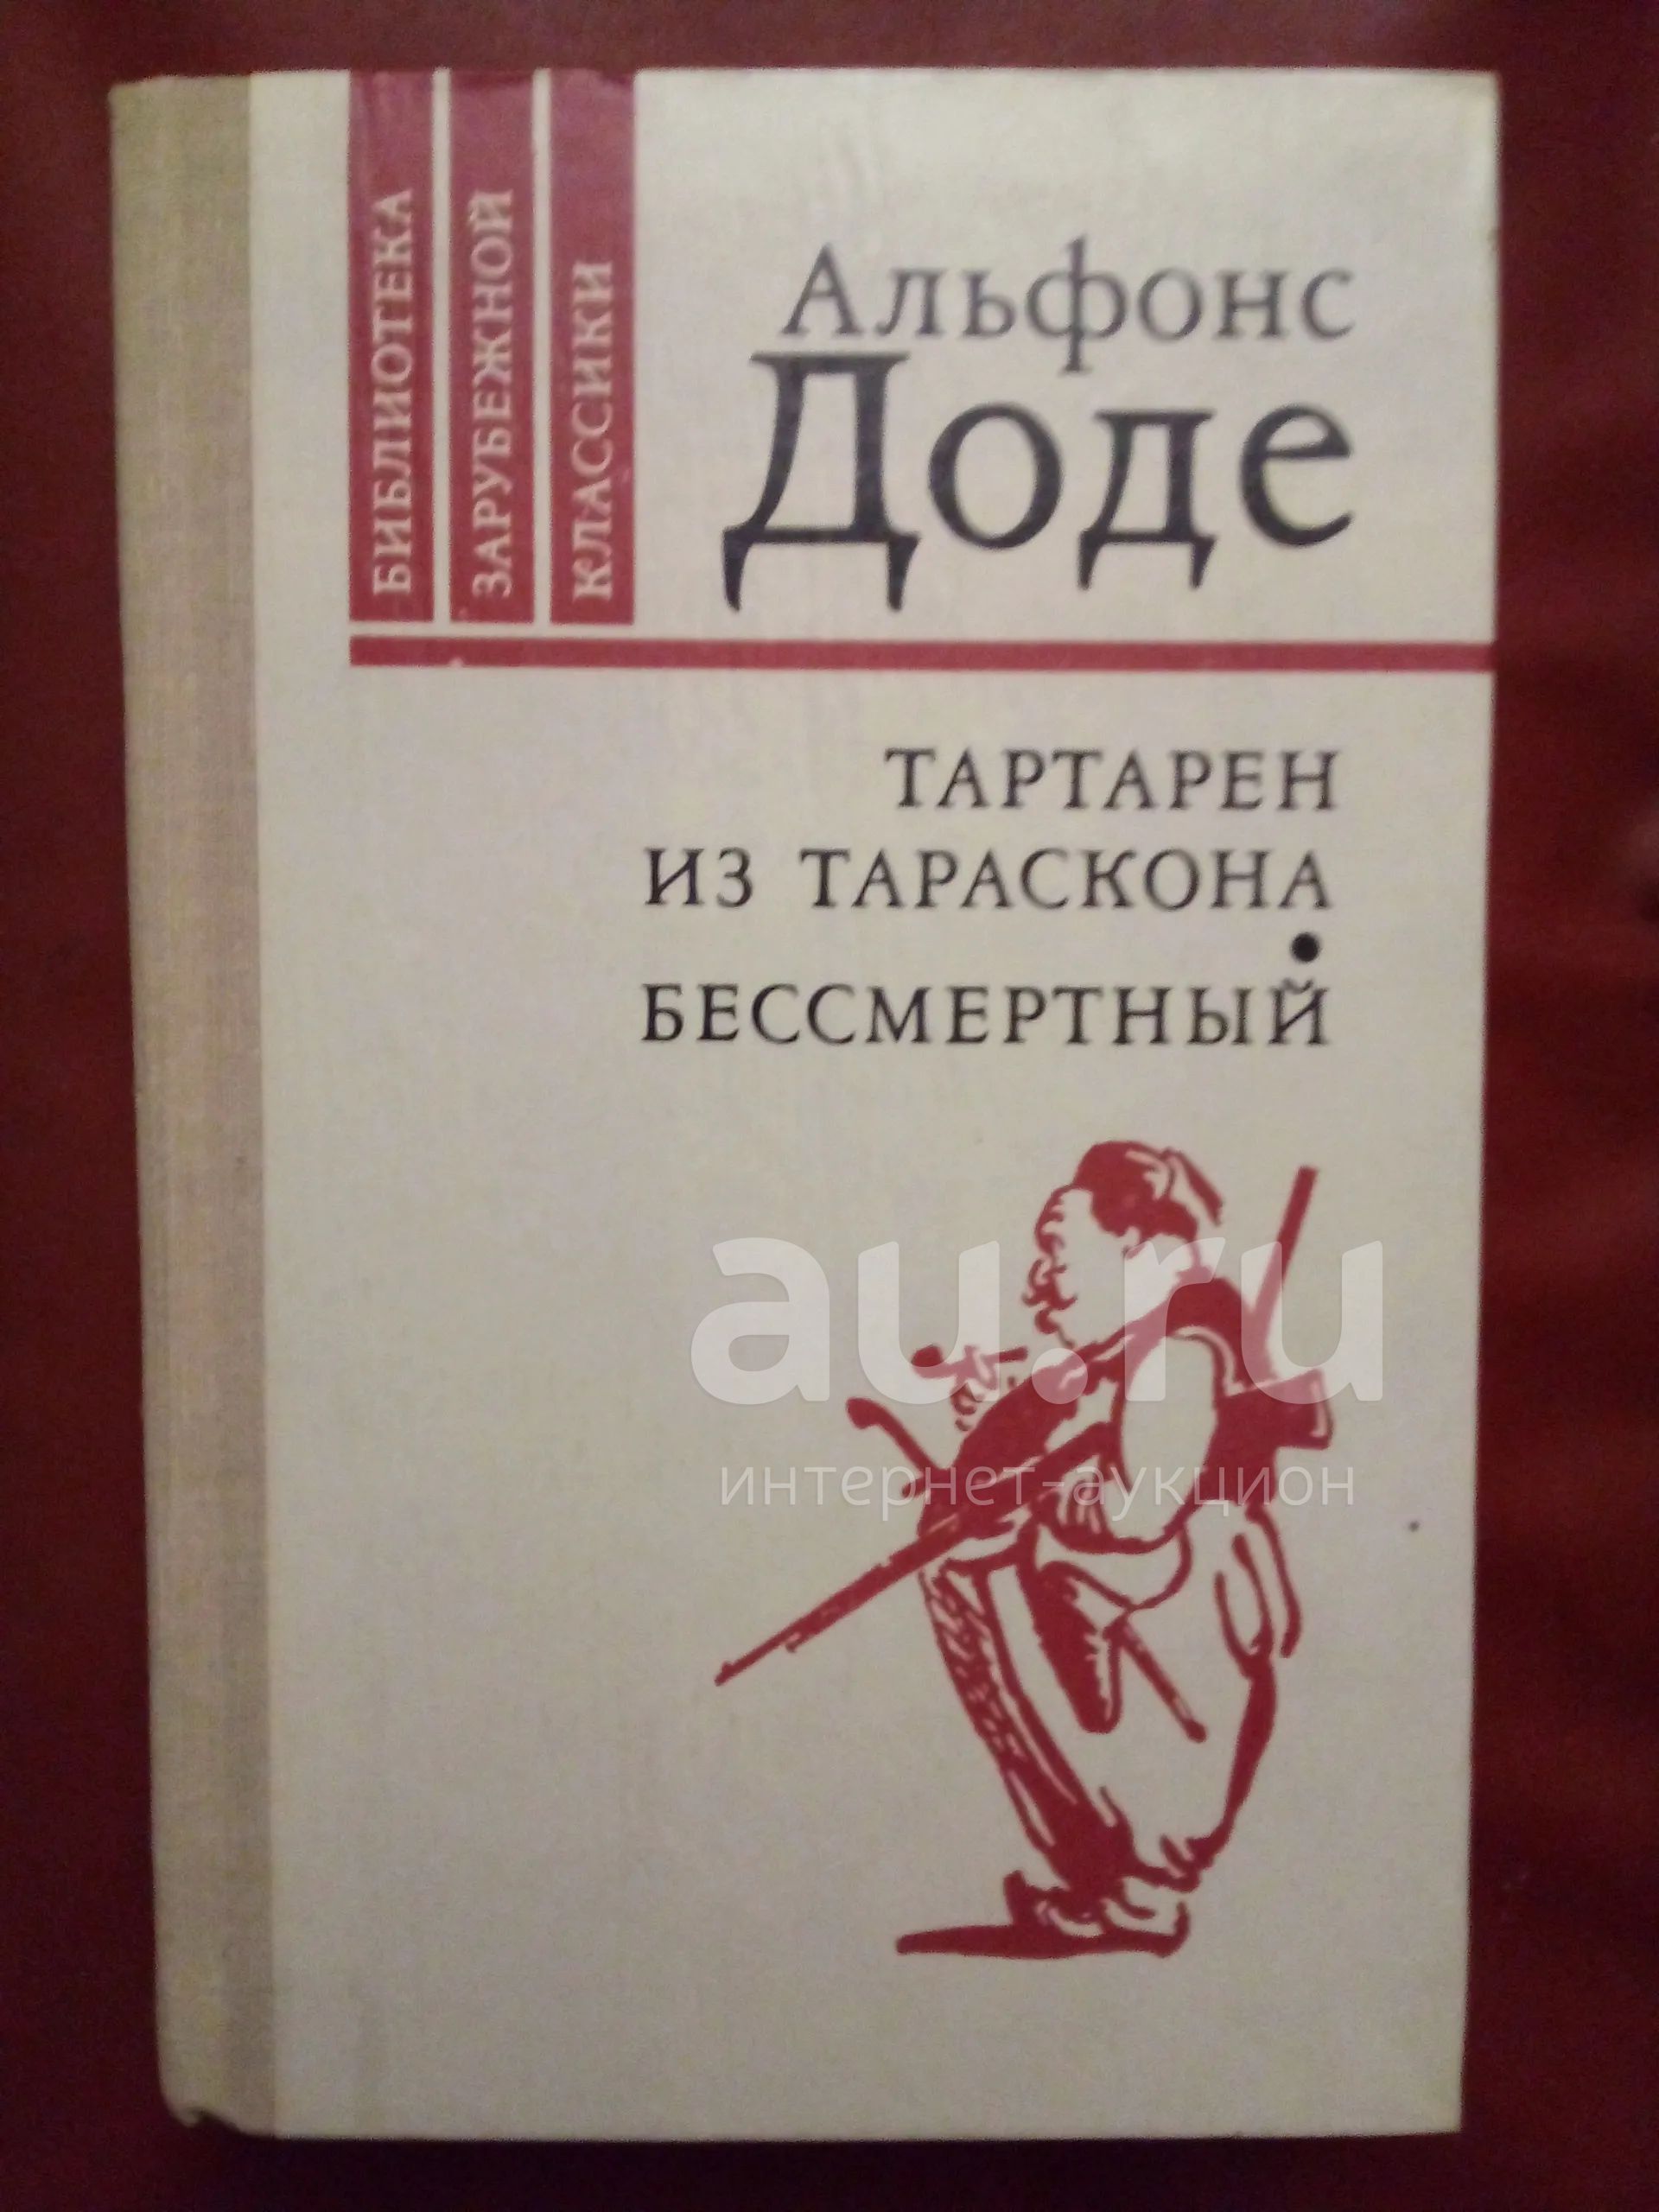 БИБЛИОТЕКА
ЗАРУБЕЖНОЙ
КЛАССИКИ
Альфонс
Доде
ТАРТАРЕН
ИЗ ТАРАСКОНА
•
БЕССМЕРТНЫЙ
au.ru
интернет-аукцион